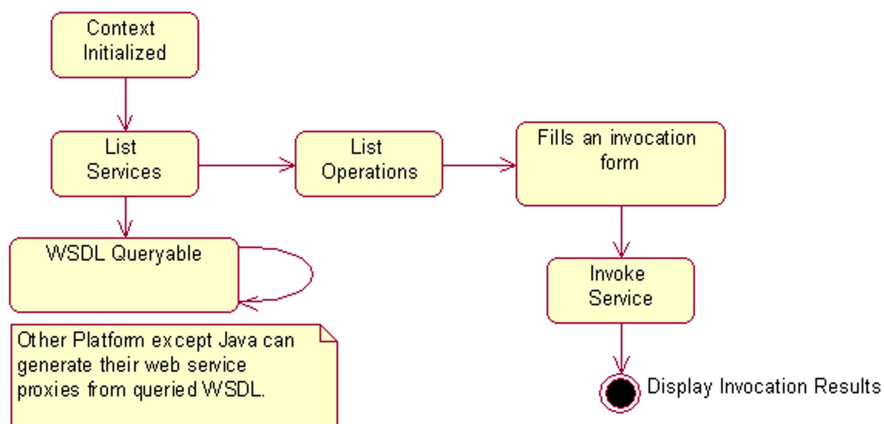 Context
Initialized
List
Services
List
Operations
Fills an invocation
form
WSDL Queryable
Invoke
Service
Other Platform except Java can
generate their web service
proxies from queried WSDL.
Display Invocation Results